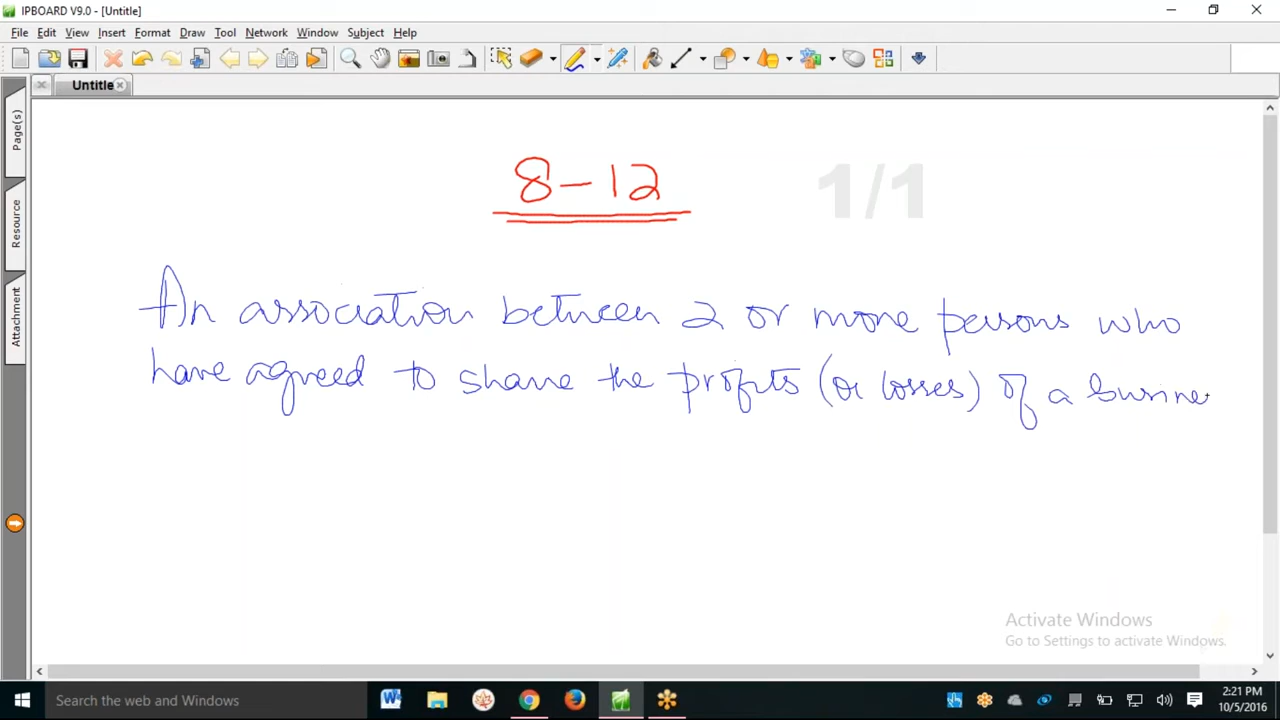 IPBOARD V9.0 - [Untitle]
File Edit View Insert Format Draw Tool Network Window Subject Help
Untitle
Page(s)
Resource
Attachment
1/1
8-12
An association between 2 or more persons who
have agreed to share the profits (or losses) of a busine
Activate Windows
Go to Settings to activate Windows.
Search the web and Windows
2:21 PM
10/5/2016